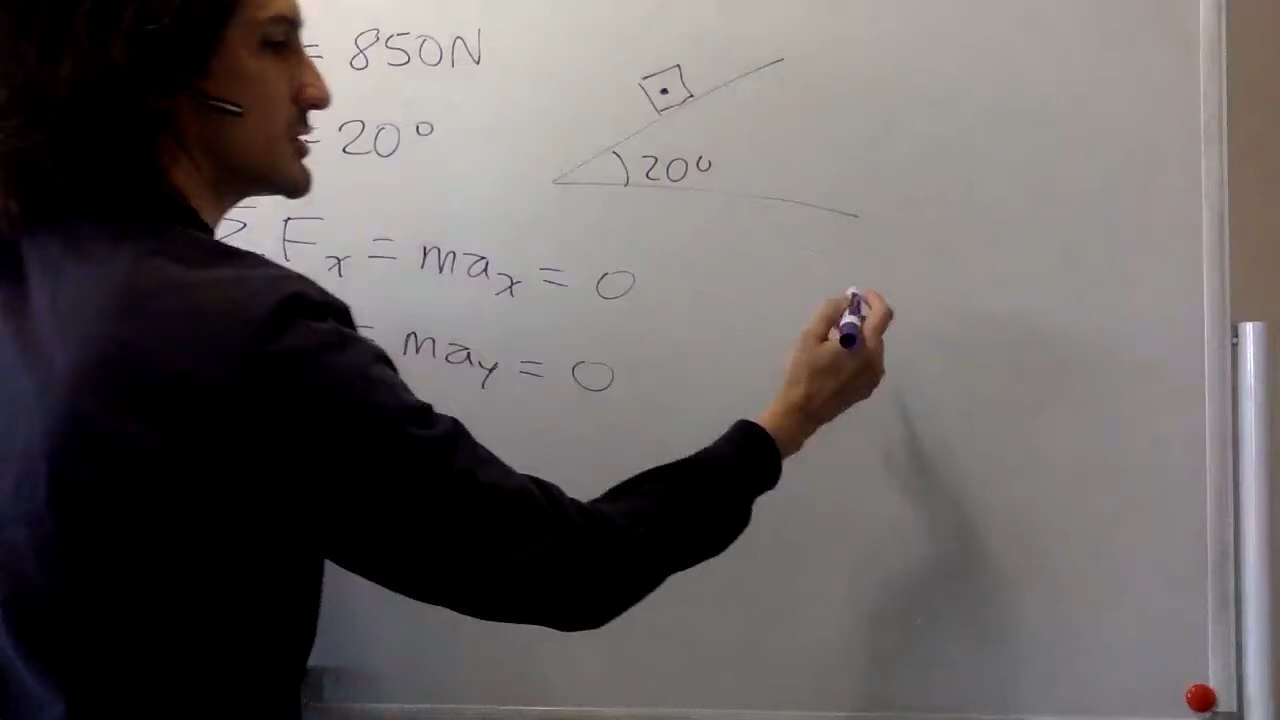 = 850N
= 20°
20°
Σ Fx = max = 0
= may = 0